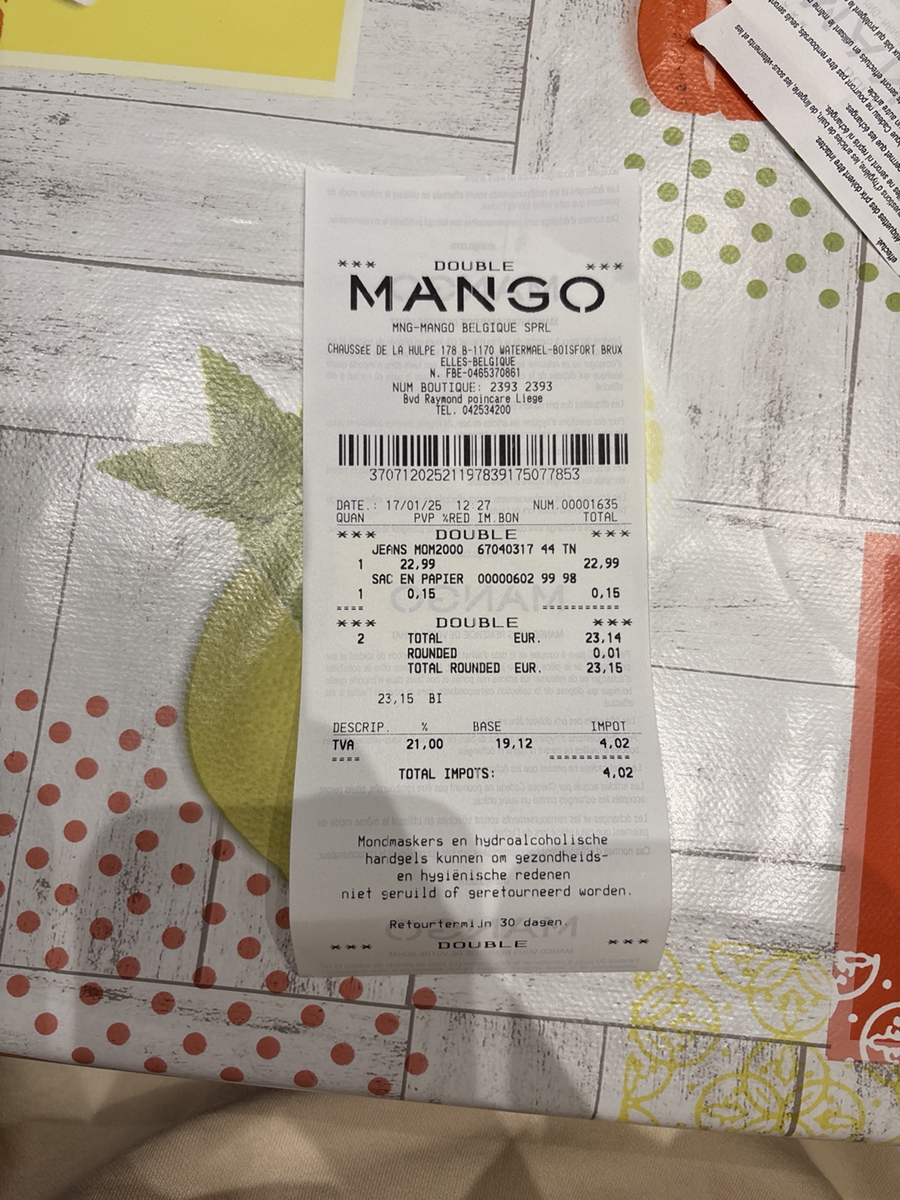 *** DOUBLE ***
MANGO
MNG-MANGO BELGIQUE SPRL
CHAUSSéE DE LA HULPE 178 B-1170 WATERMAEL-BOISFORT BRUX
ELLES-BELGIQUE
N. FBE-0465370861
NUM BOUTIQUE: 2393 2393
Bvd Raymond poincare Liege
TEL. 042534200
37071202521197839175077853
DATE.: 17/01/25 12:27 NUM.00001635
QUAN PVP %RED IM.BON TOTAL
*** DOUBLE ***
JEANS MOM2000 67040317 44 TN
1 22,99 22,99
SAC EN PAPIER 00000602 99 98
1 0,15 0,15
==== ===========
*** DOUBLE ***
2 TOTAL EUR. 23,14
ROUNDED 0,01
TOTAL ROUNDED EUR. 23,15
23,15 BI
DESCRIP. % BASE IMPOT
TVA 21,00 19,12 4,02
==== ===========
TOTAL IMPOTS: 4,02
Mondmaskers en hydroalcoholische
handgels kunnen om gezondheids-
en hygiënische redenen
niet geruild of geretourneerd worden.
Retourtermijn 30 dagen.
*** DOUBLE ***